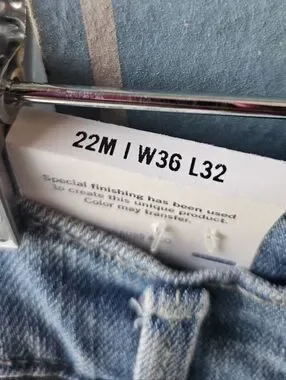 22M | W36 L32
Special finishing has been used
to create this unique product.
Color may transfer.